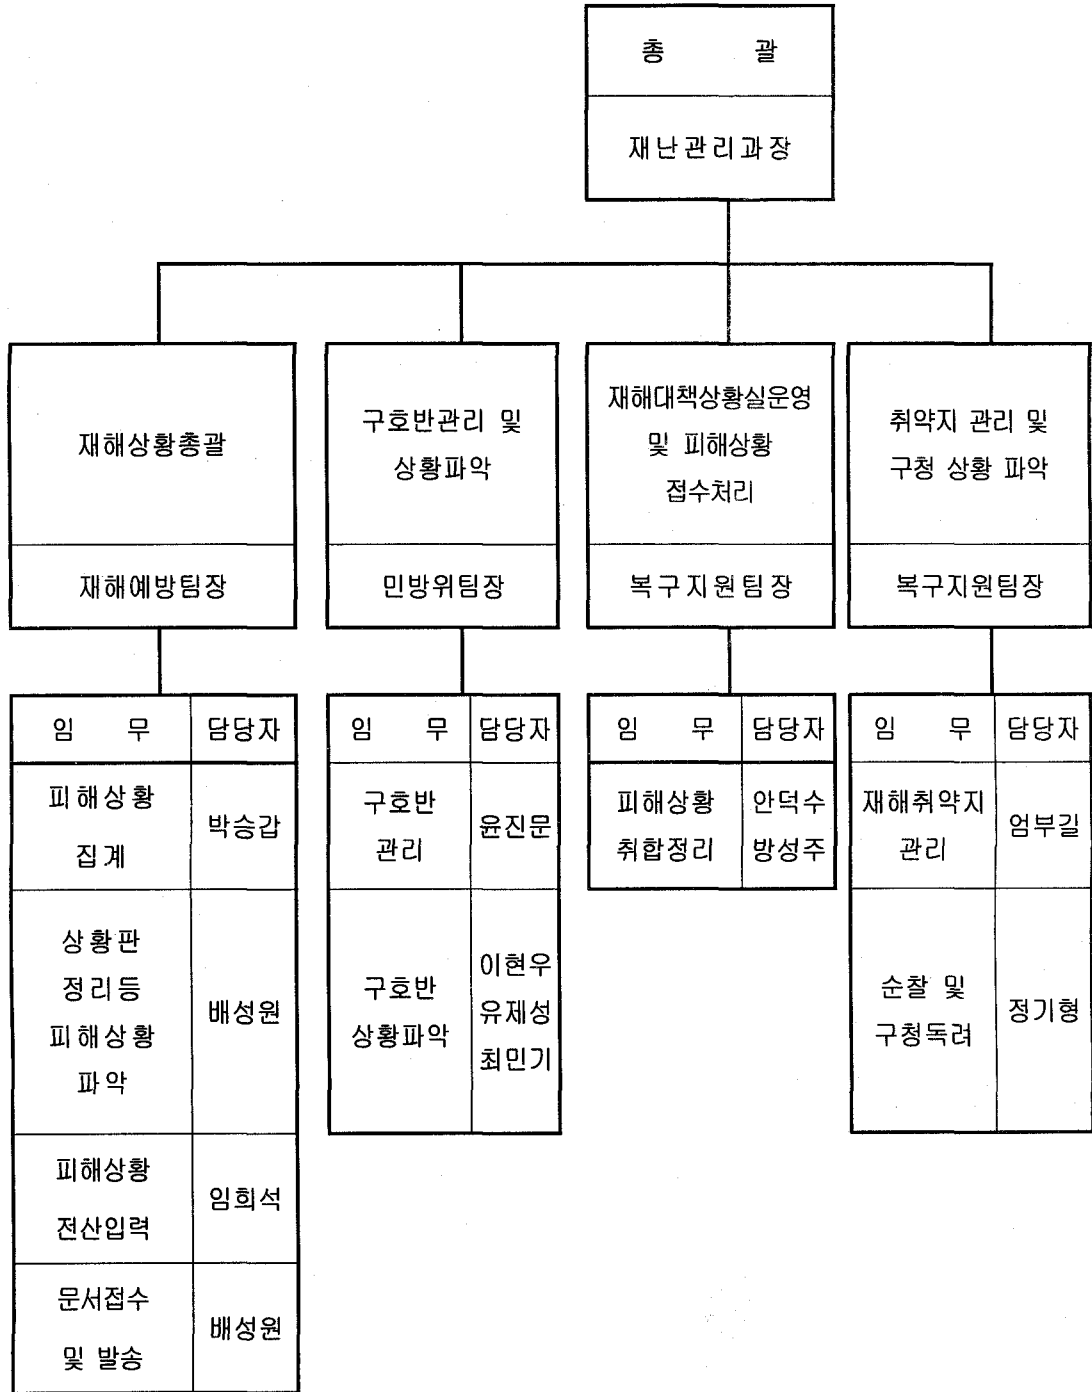 총 괄
재난관리과장
재해상황총괄
재해예방팀장
구호반관리 및
상황파악
민방위팀장
재해대책상황실운영
및 피해상황
접수처리
복구지원팀장
취약지 관리 및
구청 상황 파악
복구지원팀장
임 무 담당자
피해상황
집계
박승갑
상황판
정리등
피해상황
파악
배성원
피해상황
전산입력
임희석
문서접수
및 발송
배성원
임 무 담당자
구호반
관리
윤진문
구호반
상황파악
이현우
유제성
최민기
임 무 담당자
피해상황
취합정리
안덕수
방성주
임 무 담당자
재해취약지
관리
엄부길
순찰 및
구청독려
정기형